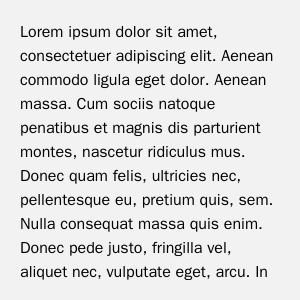 Lorem ipsum dolor sit amet,
consectetuer adipiscing elit. Aenean
commodo ligula eget dolor. Aenean
massa. Cum sociis natoque
penatibus et magnis dis parturient
montes, nascetur ridiculus mus.
Donec quam felis, ultricies nec,
pellentesque eu, pretium quis, sem.
Nulla consequat massa quis enim.
Donec pede justo, fringilla vel,
aliquet nec, vulputate eget, arcu. In